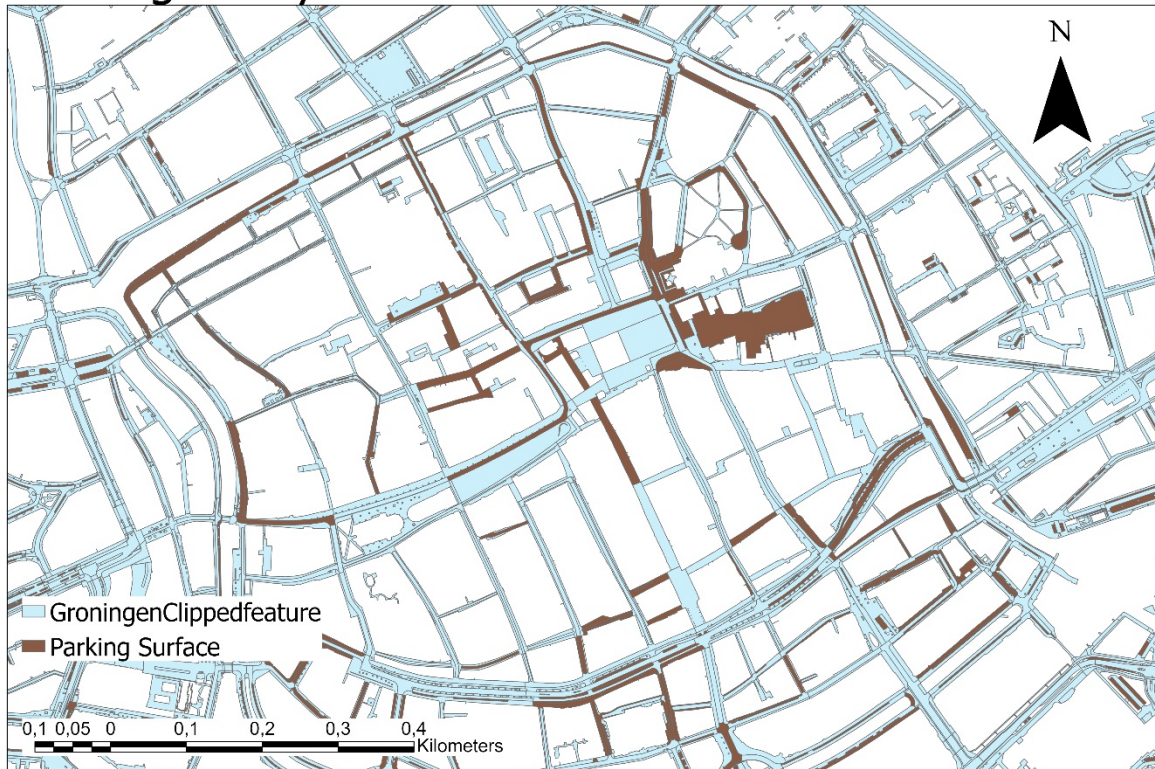 N
GroningenClippedfeature
Parking Surface
0,1 0,05 0 0,1 0,2 0,3 0,4
Kilometers